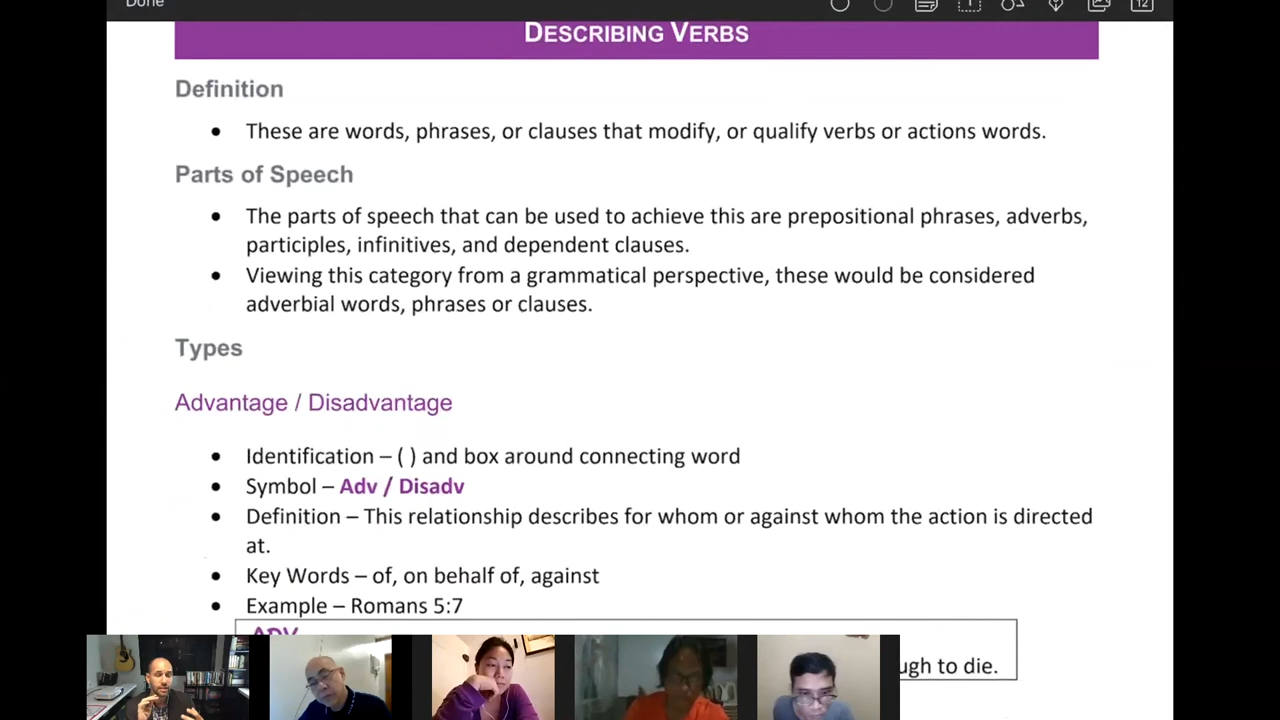 Done
12
DESCRIBING VERBS
Definition
• These are words, phrases, or clauses that modify, or qualify verbs or actions words.
Parts of Speech
• The parts of speech that can be used to achieve this are prepositional phrases, adverbs,
participles, infinitives, and dependent clauses.
• Viewing this category from a grammatical perspective, these would be considered
adverbial words, phrases or clauses.
Types
Advantage / Disadvantage
• Identification – ( ) and box around connecting word
• Symbol – Adv / Disadv
• Definition – This relationship describes for whom or against whom the action is directed
at.
• Key Words – of, on behalf of, against
• Example – Romans 5:7
ADV
ugh to die.